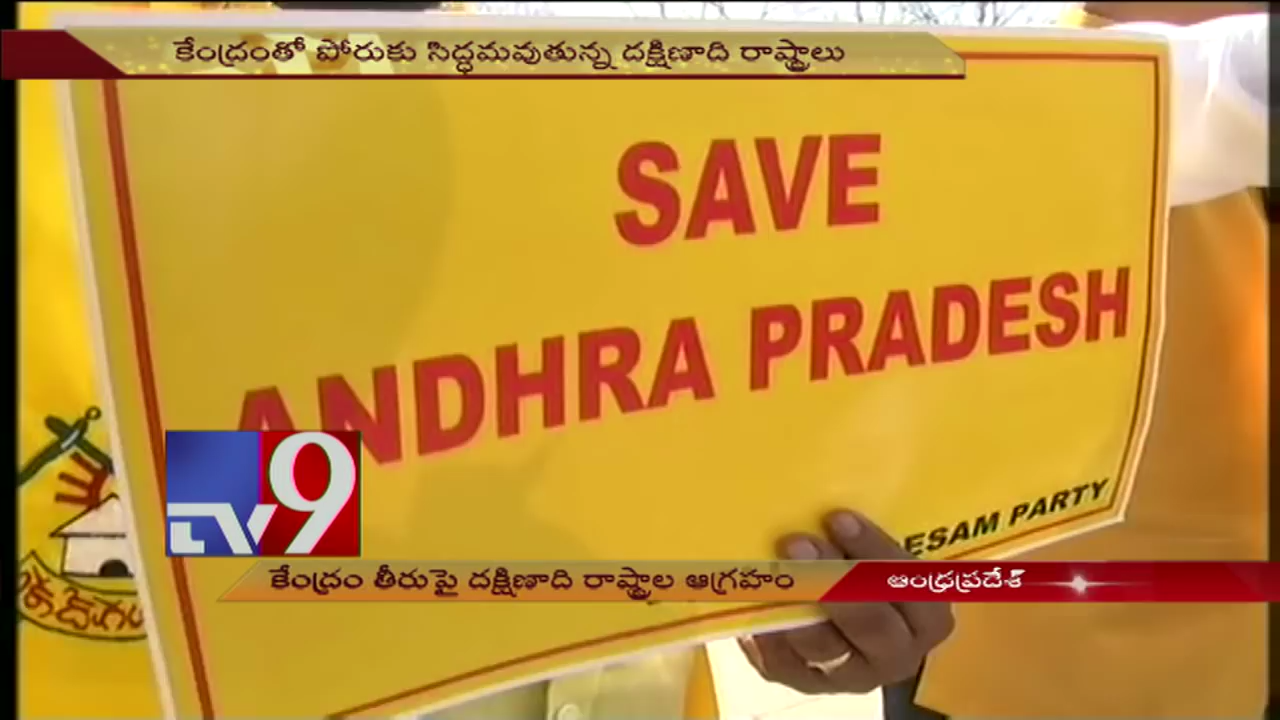 కేంద్రంతో పోరుకు సిద్ధమవుతున్న దక్షిణాది రాష్ట్రాలు
SAVE
ANDHRA PRADESH
ESAM PARTY
TV9
కేంద్రం తీరుపై దక్షిణాది రాష్ట్రాల ఆగ్రహం
ఆంధ్రప్రదేశ్